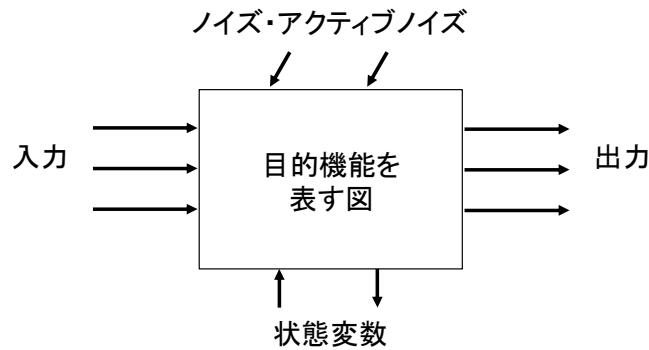 ノイズ・アクティブノイズ
入力
目的機能を
表す図
出力
状態変数